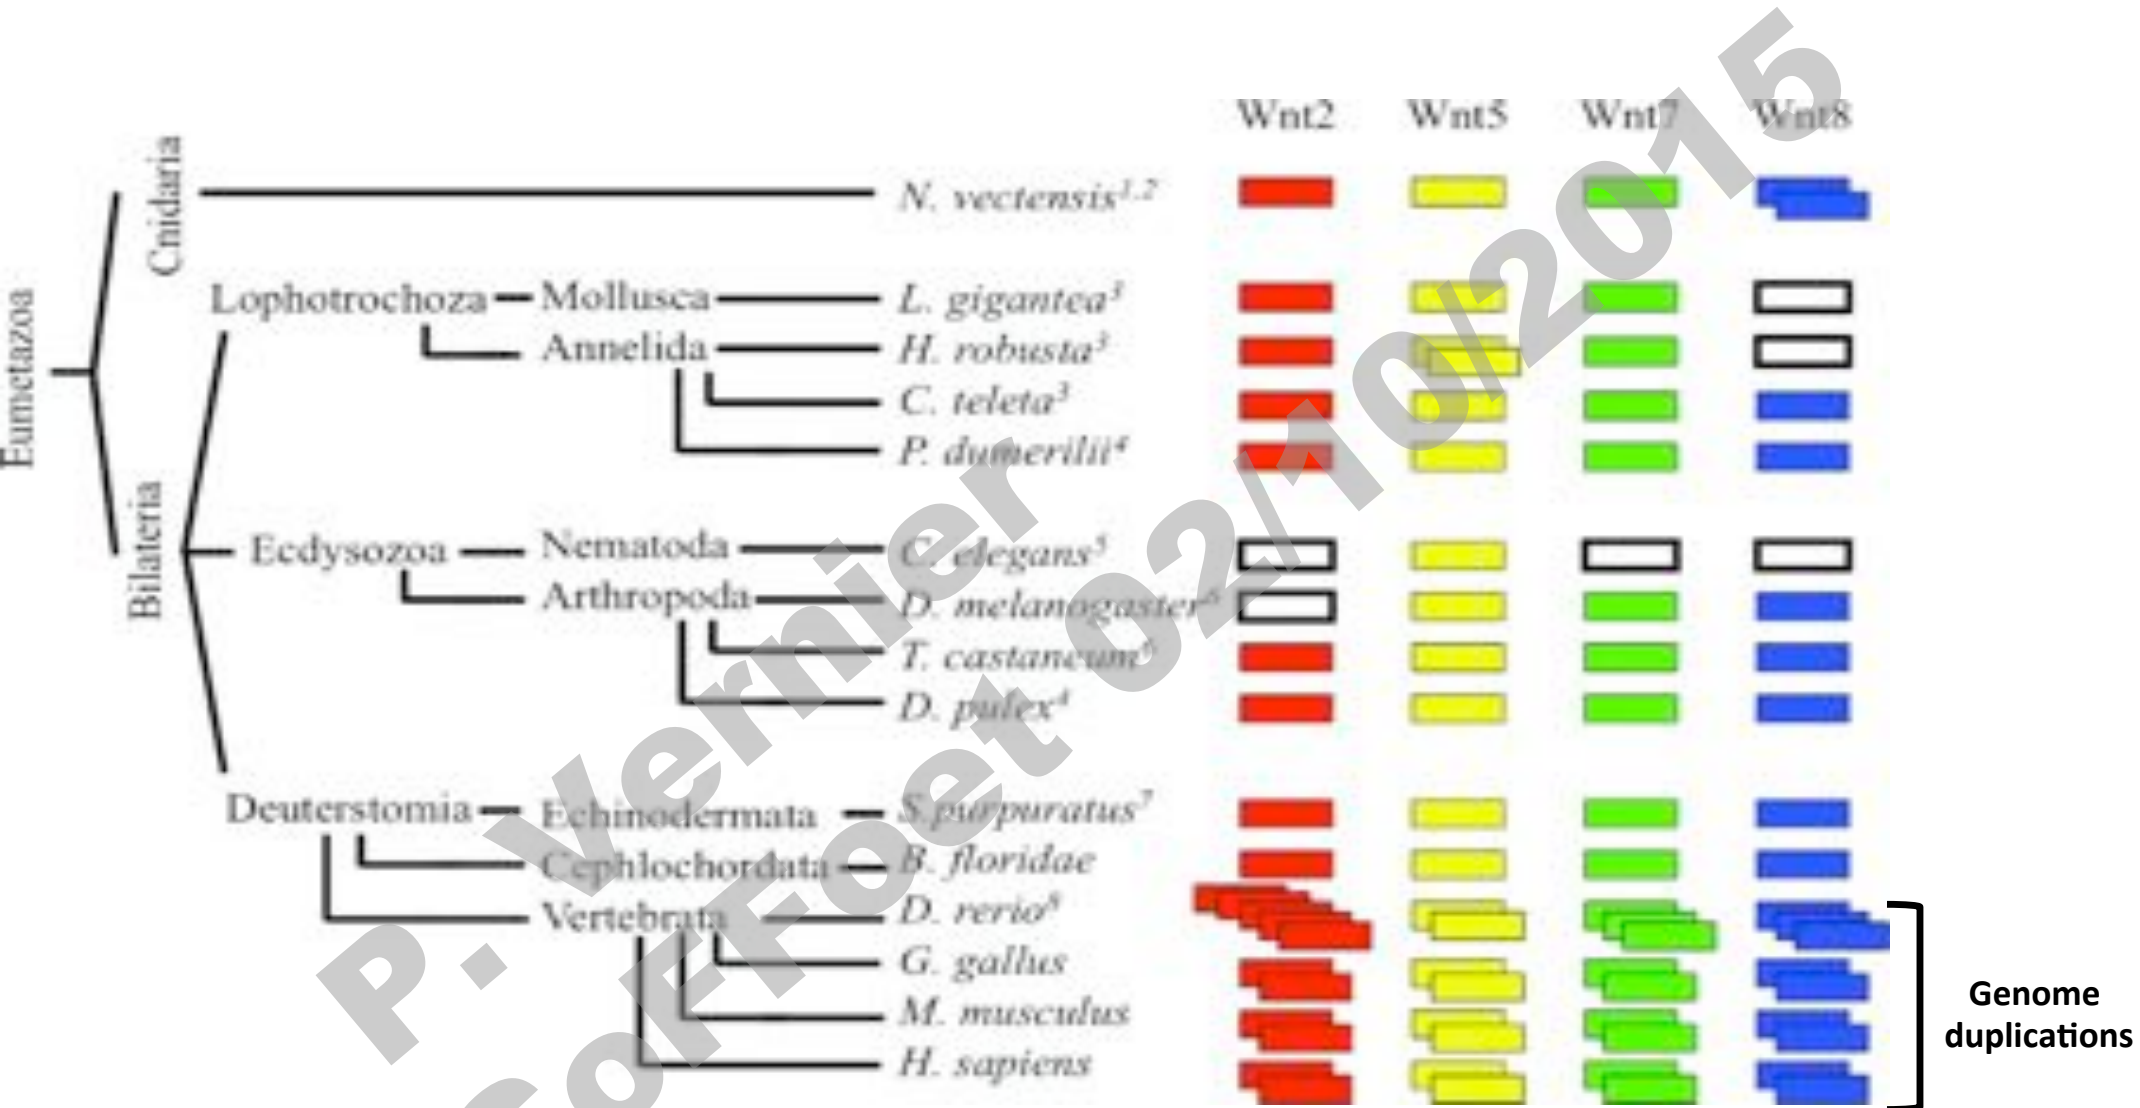 Wnt2 Wnt5 Wnt7 Wnt8
Eumetazoa
Cnidaria
N. vectensis1,2
Lophotrochoza Mollusca L. gigantea3
Annelida H. robusta3
C. teleta3
P. dumerilii4
Bilateria
Ecdysozoa Nematoda C. elegans5
Arthropoda D. melanogaster6
T. castaneum6
D. pulex4
Deuterstomia Echinodermata S.purpuratus7
Cephlochordata B. floridae
Vertebrata D. rerio8
G. gallus
M. musculus
H. sapiens
Genome
duplications
P. Vernier
CoFFoet 02/10/2015